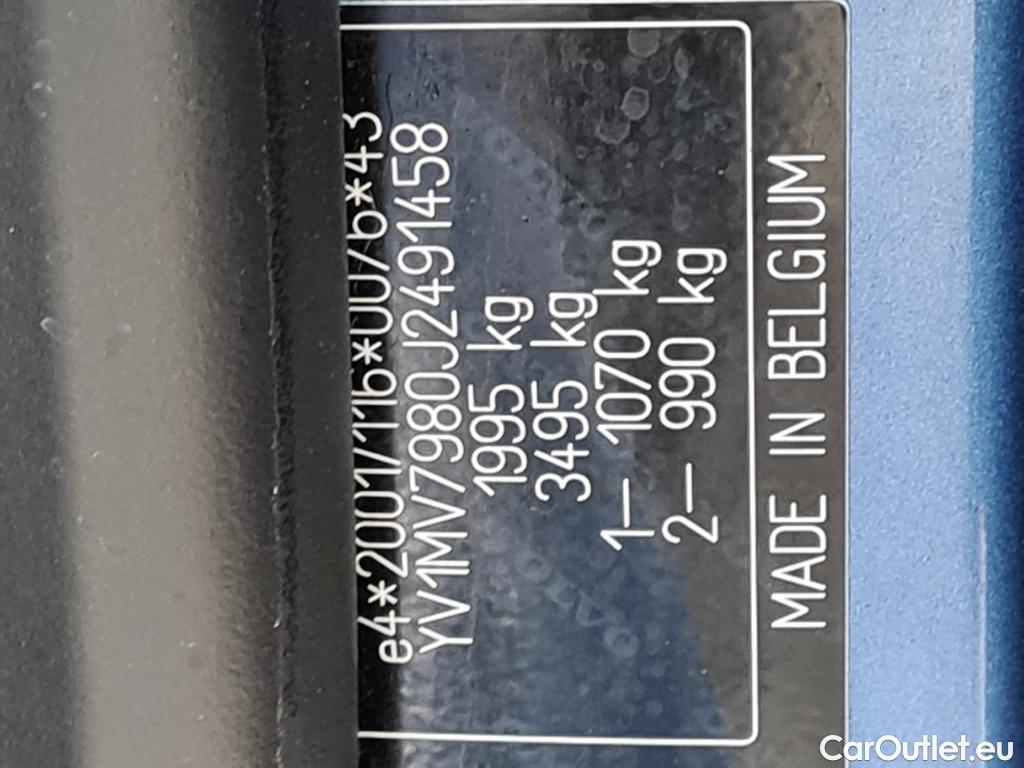 e4*2001/116*0076*43
YV1MV7980J2491458
1995 kg
3495 kg
1— 1070 kg
2— 990 kg
MADE IN BELGIUM
CarOutlet.eu